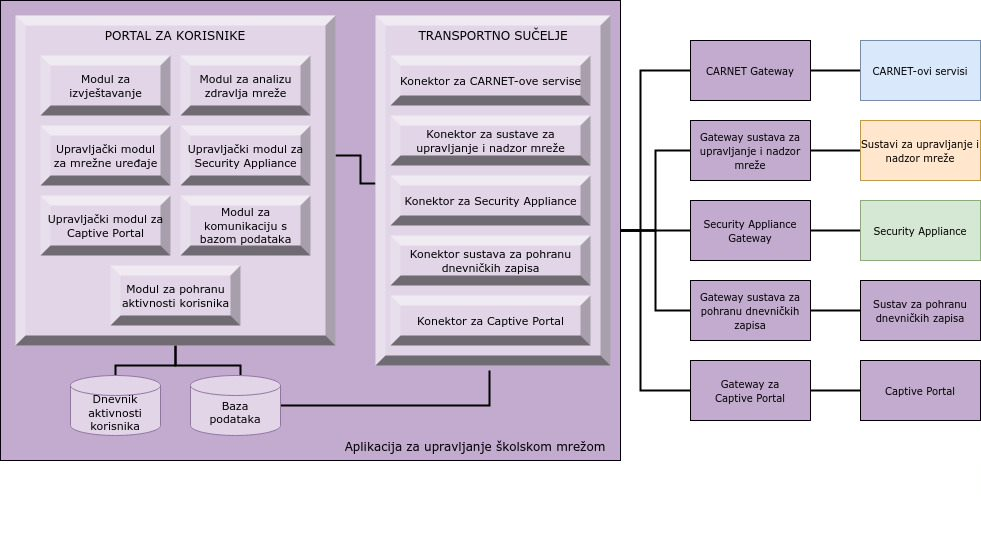 PORTAL ZA KORISNIKE
Modul za
izvještavanje
Modul za analizu
zdravlja mreže
Upravljački modul
za mrežne uređaje
Upravljački modul za
Security Appliance
Upravljački modul za
Captive Portal
Modul za
komunikaciju s
bazom podataka
Modul za pohranu
aktivnosti korisnika
TRANSPORTNO SUČELJE
Konektor za CARNET-ove servise
Konektor za sustave za
upravljanje i nadzor mreže
Konektor za Security Appliance
Konektor sustava za pohranu
dnevničkih zapisa
Konektor za Captive Portal
Dnevnik
aktivnosti
korisnika
Baza
podataka
Aplikacija za upravljanje školskom mrežom
CARNET Gateway
CARNET-ovi servisi
Gateway sustava za
upravljanje i nadzor
mreže
Sustavi za upravljanje i
nadzor mreže
Security Appliance
Gateway
Security Appliance
Gateway sustava za
pohranu dnevničkih
zapisa
Sustav za pohranu
dnevničkih zapisa
Gateway za
Captive Portal
Captive Portal